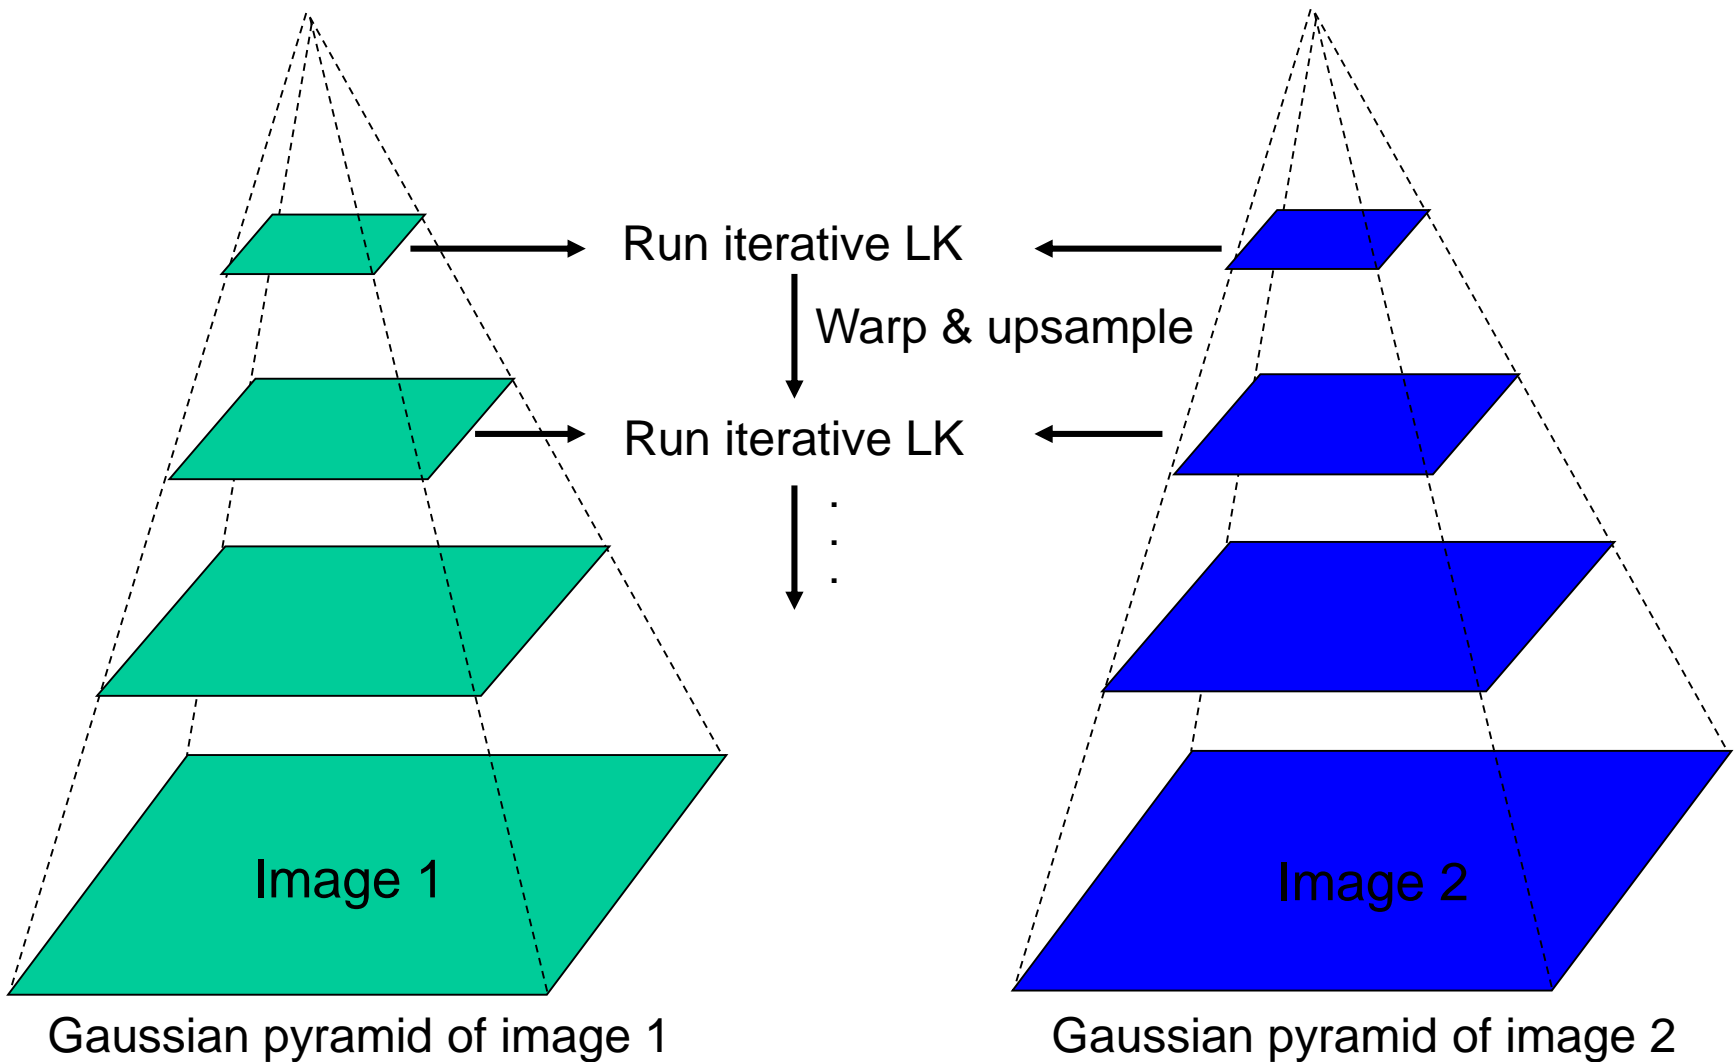 Run iterative LK
Warp & upsample
Run iterative LK
.
.
.
Image 1
Image 2
Gaussian pyramid of image 1
Gaussian pyramid of image 2